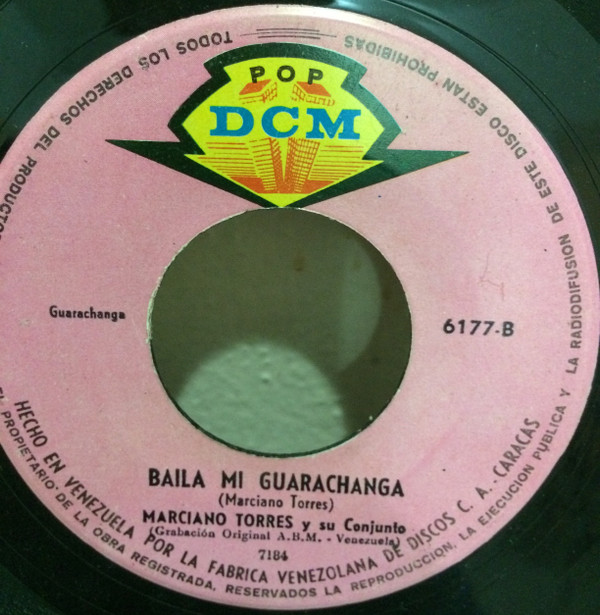 POP
DCM
Guarachanga
6177-B
BAILA MI GUARACHANGA
(Marciano Torres)
MARCIANO TORRES y su Conjunto
(Grabación Original A.B.M. - Venezuela)
7184
HECHO EN VENEZUELA POR LA FABRICA VENEZOLANA DE DISCOS C. A. - CARACAS
TODOS LOS DERECHOS DEL PRODUCTOR
EL PROPIETARIO DE LA OBRA REGISTRADA, RESERVADOS LA REPRODUCCION, LA EJECUCION PUBLICA Y LA RADIODIFUSION DE ESTE DISCO ESTAN PROHIBIDAS